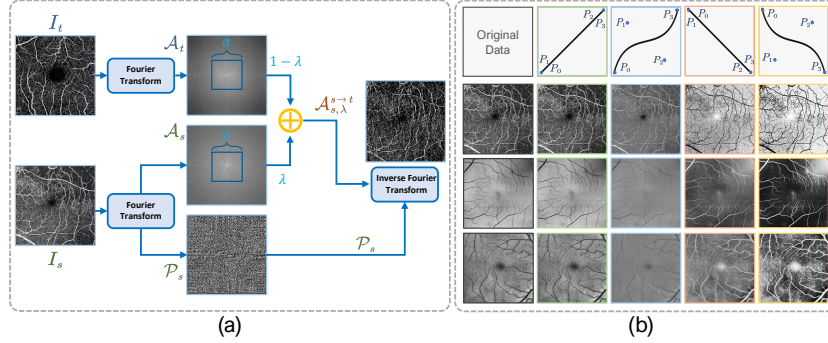 I_t
Fourier
Transform
A_t
α
1 − λ
A_{s,λ}^{s→t}
I_s
Fourier
Transform
A_s
α
λ
Inverse Fourier
Transform
P_s
P_s
(a)
Original
Data
P_2
P_3
P_1
P_0
P_1
P_3
P_0
P_2
P_0
P_1
P_2
P_3
P_0
P_2
P_1
P_3
(b)